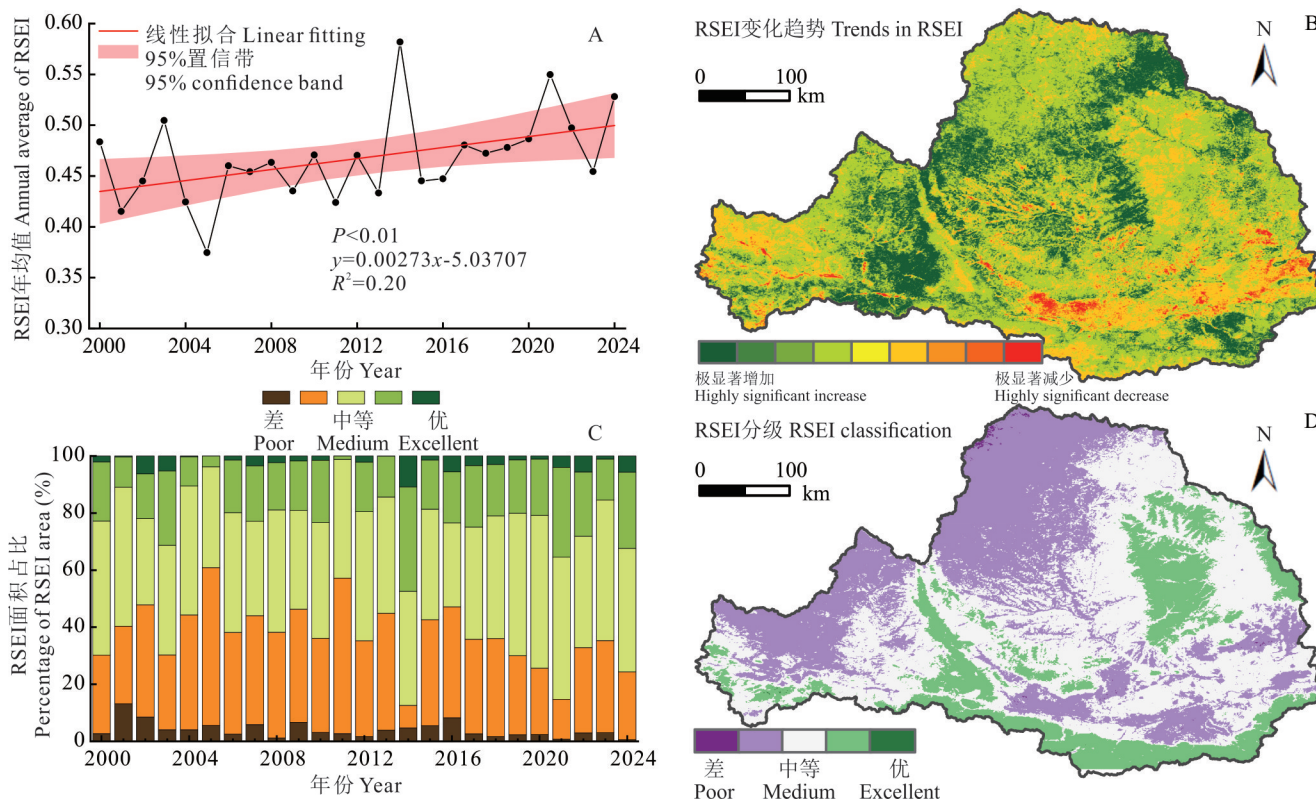 A
线性拟合 Linear fitting
95%置信带
95% confidence band
RSEI年均值 Annual average of RSEI
0.60
0.55
0.50
0.45
0.40
0.35
0.30
P<0.01
y=0.00273x-5.03707
R²=0.20
2000 2004 2008 2012 2016 2020 2024
年份 Year
B
RSEI变化趋势 Trends in RSEI
N
0 100
km
极显著增加 极显著减少
Highly significant increase Highly significant decrease
差 中等 优
Poor Medium Excellent
C
RSEI面积占比
Percentage of RSEI area (%)
100
80
60
40
20
0
2000 2004 2008 2012 2016 2020 2024
年份 Year
D
RSEI分级 RSEI classification
N
0 100
km
差 中等 优
Poor Medium Excellent